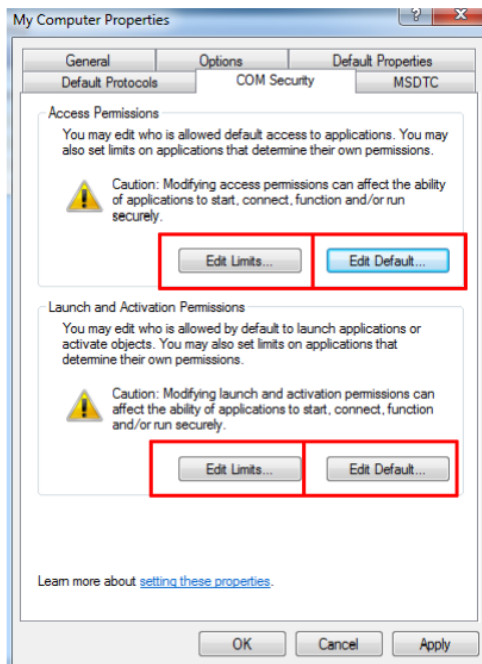 My Computer Properties
?
X
General
Options
Default Properties
Default Protocols
COM Security
MSDTC
Access Permissions
You may edit who is allowed default access to applications. You may
also set limits on applications that determine their own permissions.
Caution: Modifying access permissions can affect the ability
of applications to start, connect, function and/or run
securely.
Edit Limits...
Edit Default...
Launch and Activation Permissions
You may edit who is allowed by default to launch applications or
activate objects. You may also set limits on applications that
determine their own permissions.
Caution: Modifying launch and activation permissions can
affect the ability of applications to start, connect, function
and/or run securely.
Edit Limits...
Edit Default...
Learn more about setting these properties.
OK
Cancel
Apply